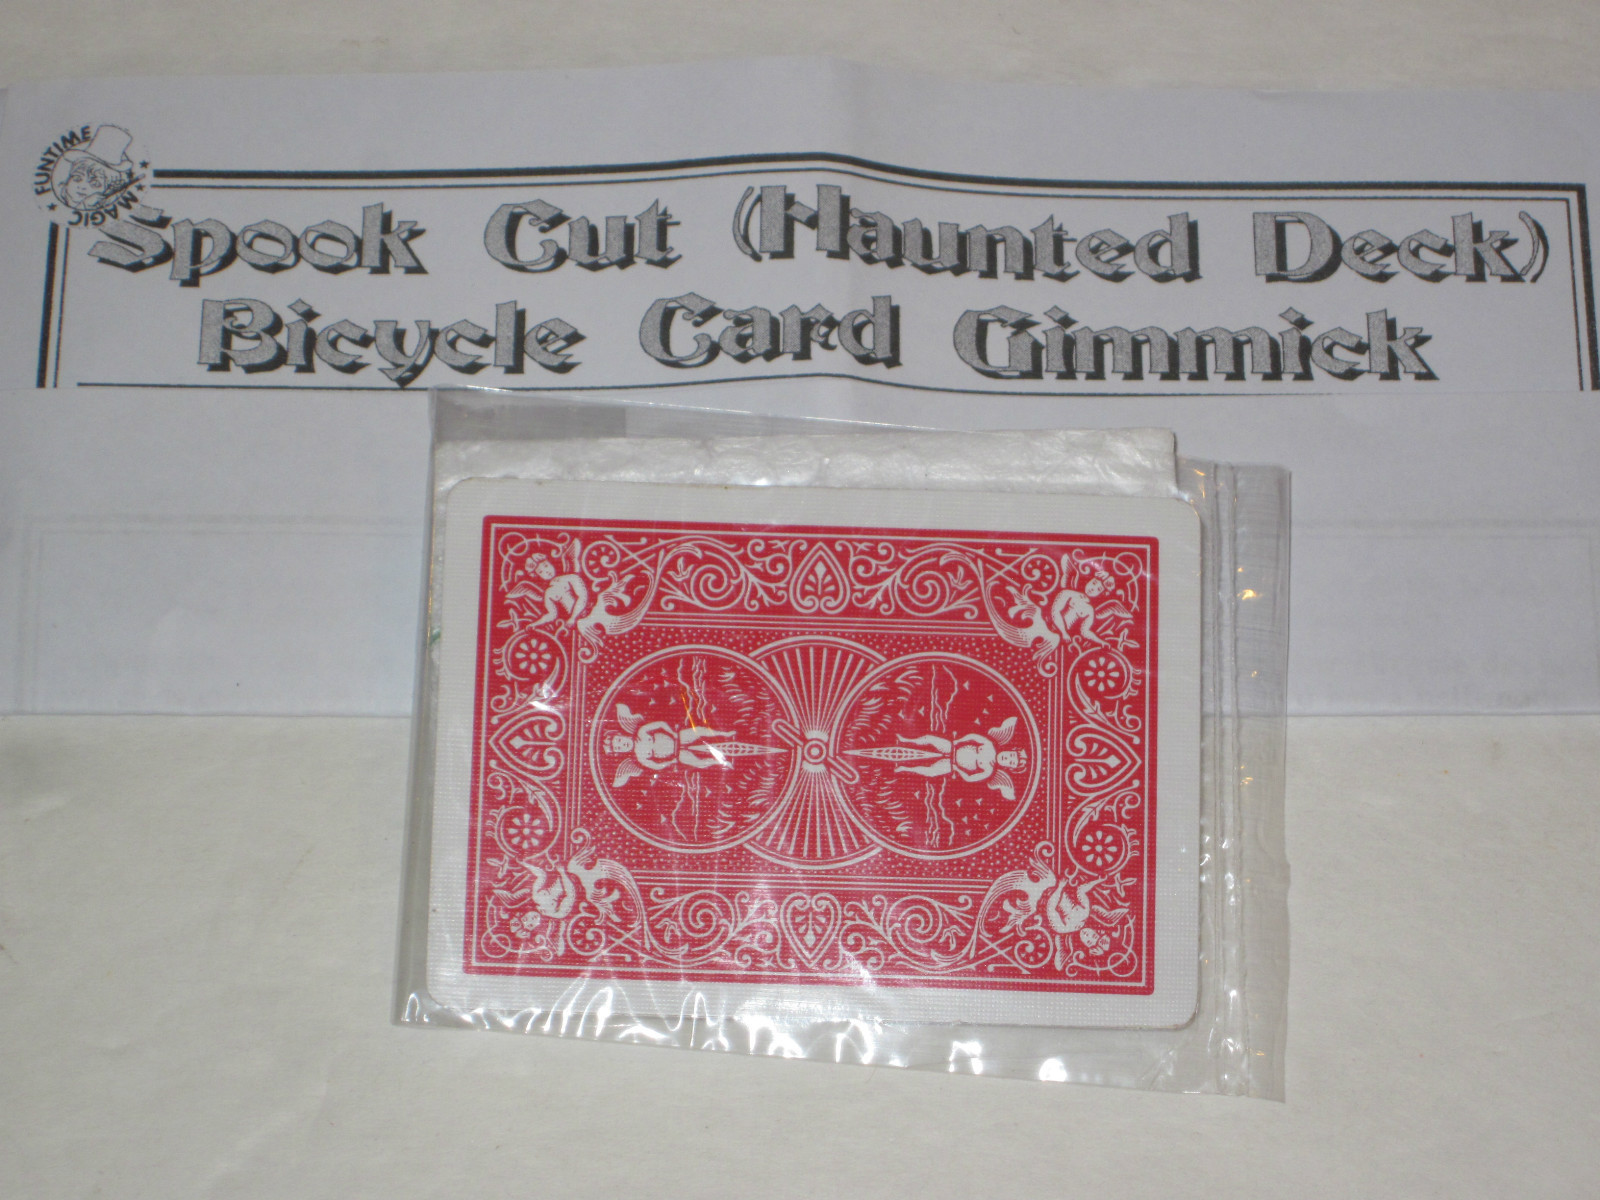 FUNTIME MAGIC
Spook Cut (Haunted Deck)
Bicycle Card Gimmick